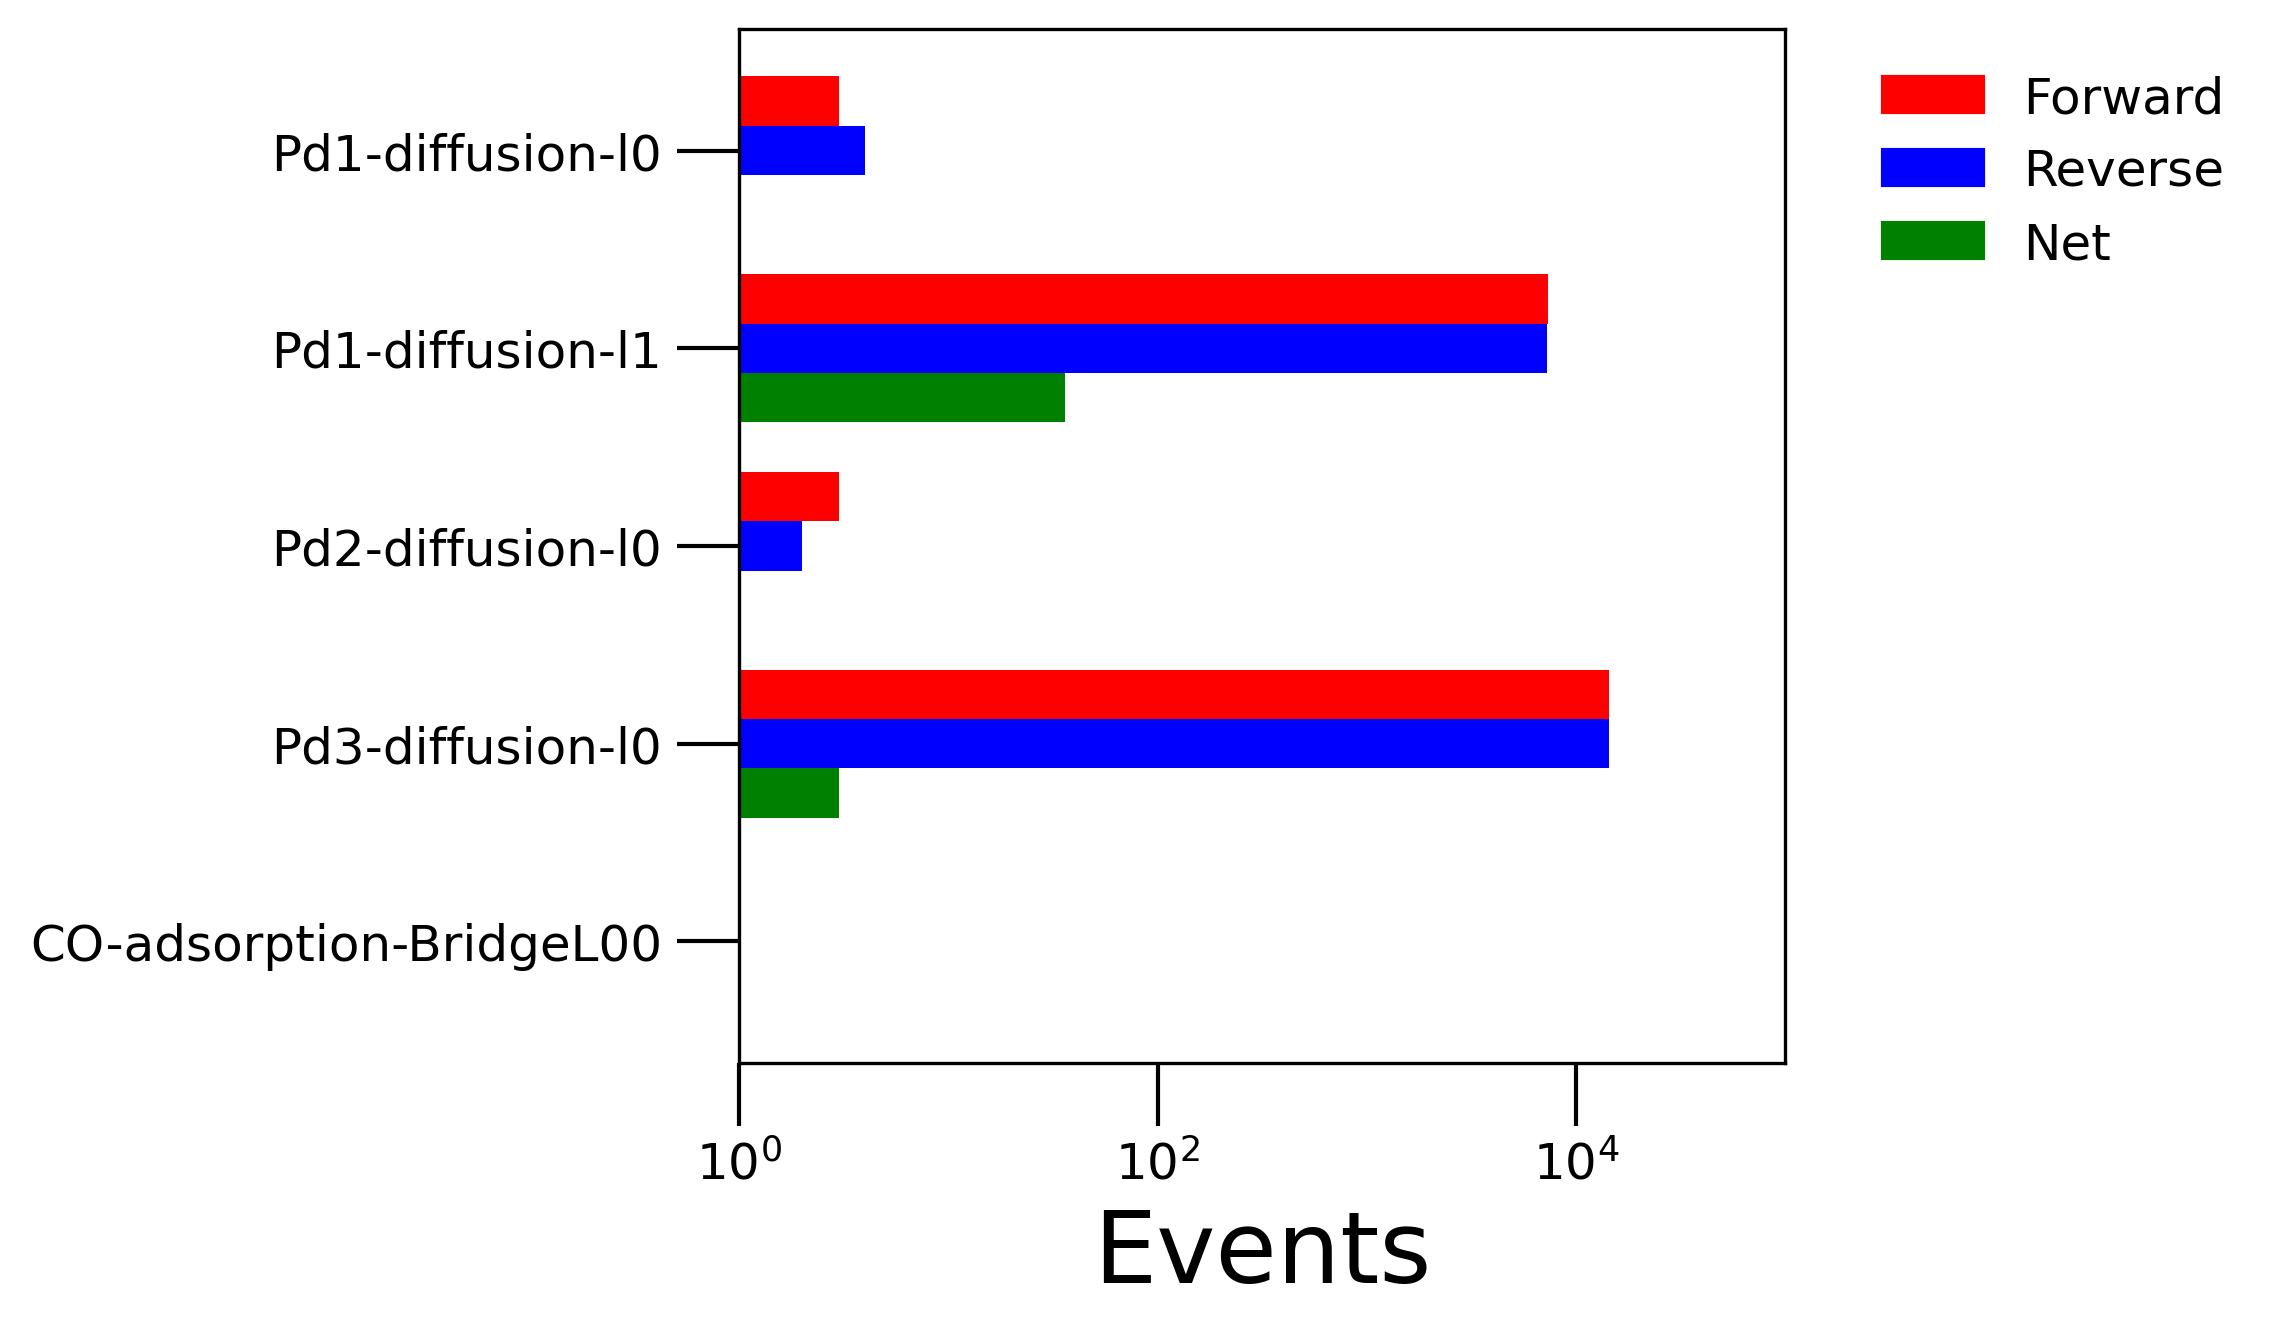 Forward
Reverse
Net
Pd1-diffusion-l0
Pd1-diffusion-l1
Pd2-diffusion-l0
Pd3-diffusion-l0
CO-adsorption-BridgeL00
10⁰ 10² 10⁴
Events